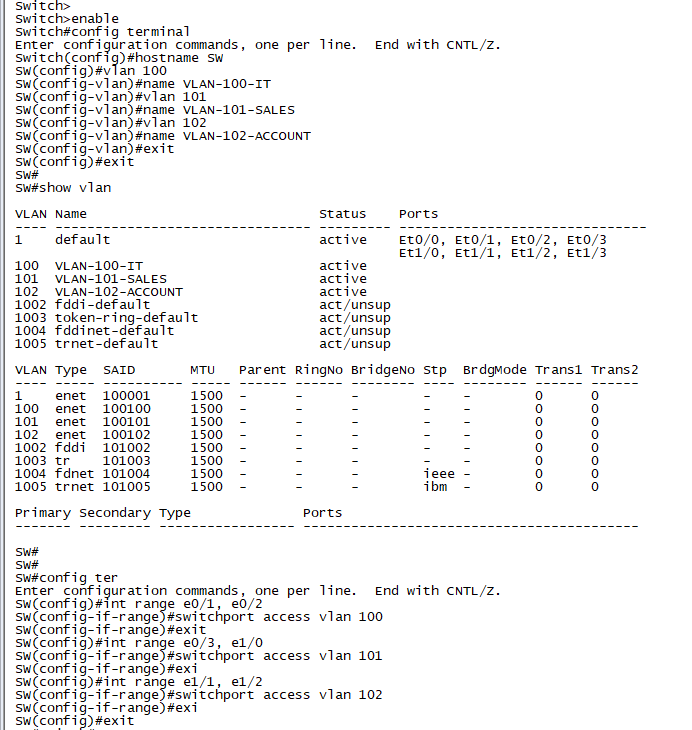 Switch>
Switch>enable
Switch#config terminal
Enter configuration commands, one per line.  End with CNTL/Z.
Switch(config)#hostname SW
SW(config)#vlan 100
SW(config-vlan)#name VLAN-100-IT
SW(config-vlan)#vlan 101
SW(config-vlan)#name VLAN-101-SALES
SW(config-vlan)#vlan 102
SW(config-vlan)#name VLAN-102-ACCOUNT
SW(config-vlan)#exit
SW(config)#exit
SW#
SW#show vlan
VLAN Name                             Status    Ports
---- -------------------------------- --------- -------------------------------
1    default                          active    Et0/0, Et0/1, Et0/2, Et0/3
                                                Et1/0, Et1/1, Et1/2, Et1/3
100  VLAN-100-IT                      active
101  VLAN-101-SALES                   active
102  VLAN-102-ACCOUNT                 active
1002 fddi-default                     act/unsup
1003 token-ring-default               act/unsup
1004 fddinet-default                  act/unsup
1005 trnet-default                    act/unsup
VLAN Type  SAID       MTU   Parent RingNo BridgeNo Stp  BrdgMode Trans1 Trans2
---- ----- ---------- ----- ------ ------ -------- ---- -------- ------ ------
1    enet  100001     1500  -      -      -        -    -        0      0
100  enet  100100     1500  -      -      -        -    -        0      0
101  enet  100101     1500  -      -      -        -    -        0      0
102  enet  100102     1500  -      -      -        -    -        0      0
1002 fddi  101002     1500  -      -      -        -    -        0      0
1003 tr    101003     1500  -      -      -        -    -        0      0
1004 fdnet 101004     1500  -      -      -        ieee -        0      0
1005 trnet 101005     1500  -      -      -        ibm  -        0      0
Primary Secondary Type              Ports
------- --------- ----------------- ------------------------------------------
SW#
SW#
SW#config ter
Enter configuration commands, one per line.  End with CNTL/Z.
SW(config)#int range e0/1, e0/2
SW(config-if-range)#switchport access vlan 100
SW(config-if-range)#exit
SW(config)#int range e0/3, e1/0
SW(config-if-range)#switchport access vlan 101
SW(config-if-range)#exi
SW(config)#int range e1/1, e1/2
SW(config-if-range)#switchport access vlan 102
SW(config-if-range)#exi
SW(config)#exit